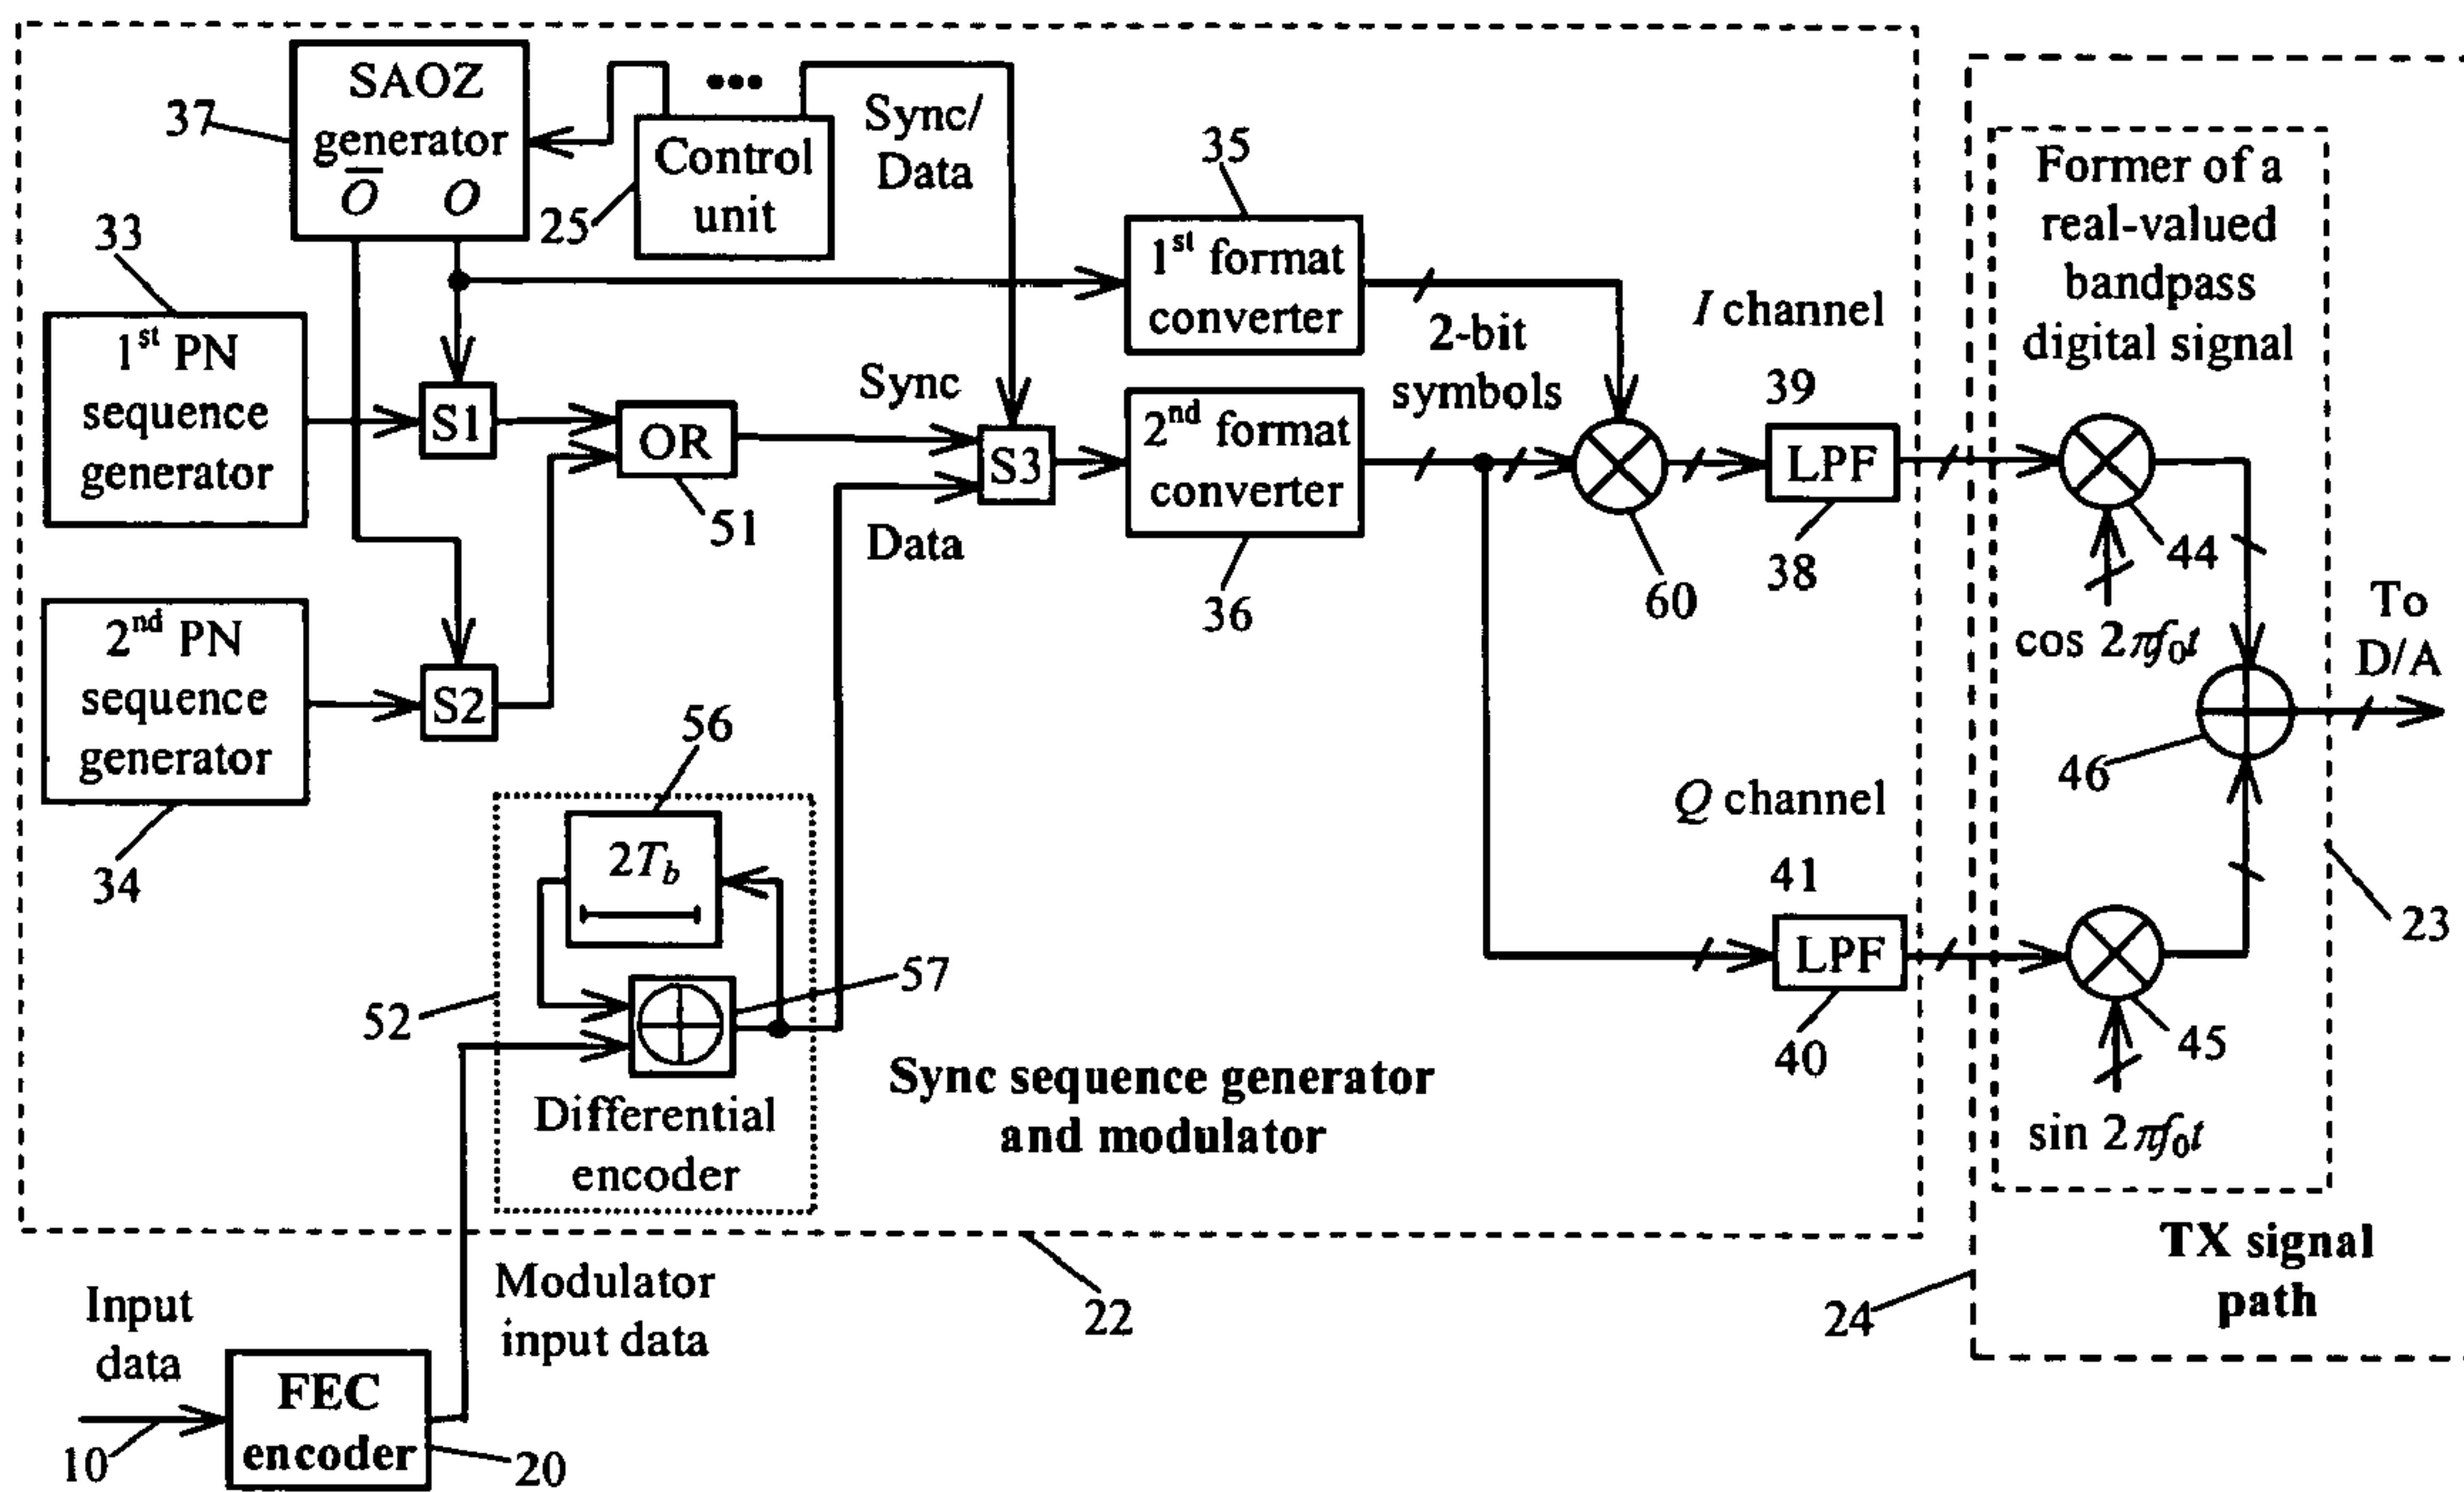 SAOZ
generator
O̅ O
37
•••
Control
unit
25
Sync/
Data
33
1st PN
sequence
generator
S1
OR
51
Sync
Data
S3
2nd PN
sequence
generator
34
S2
35
1st format
converter
2nd format
converter
36
2-bit
symbols
60
I channel
39
LPF
38
Q channel
41
LPF
40
56
2Tb
57
52
Differential
encoder
Sync sequence generator
and modulator
22
Input
data
10
FEC
encoder
20
Modulator
input data
Former of a
real-valued
bandpass
digital signal
44
cos 2πf0t
46
45
sin 2πf0t
To
D/A
23
TX signal
path
24